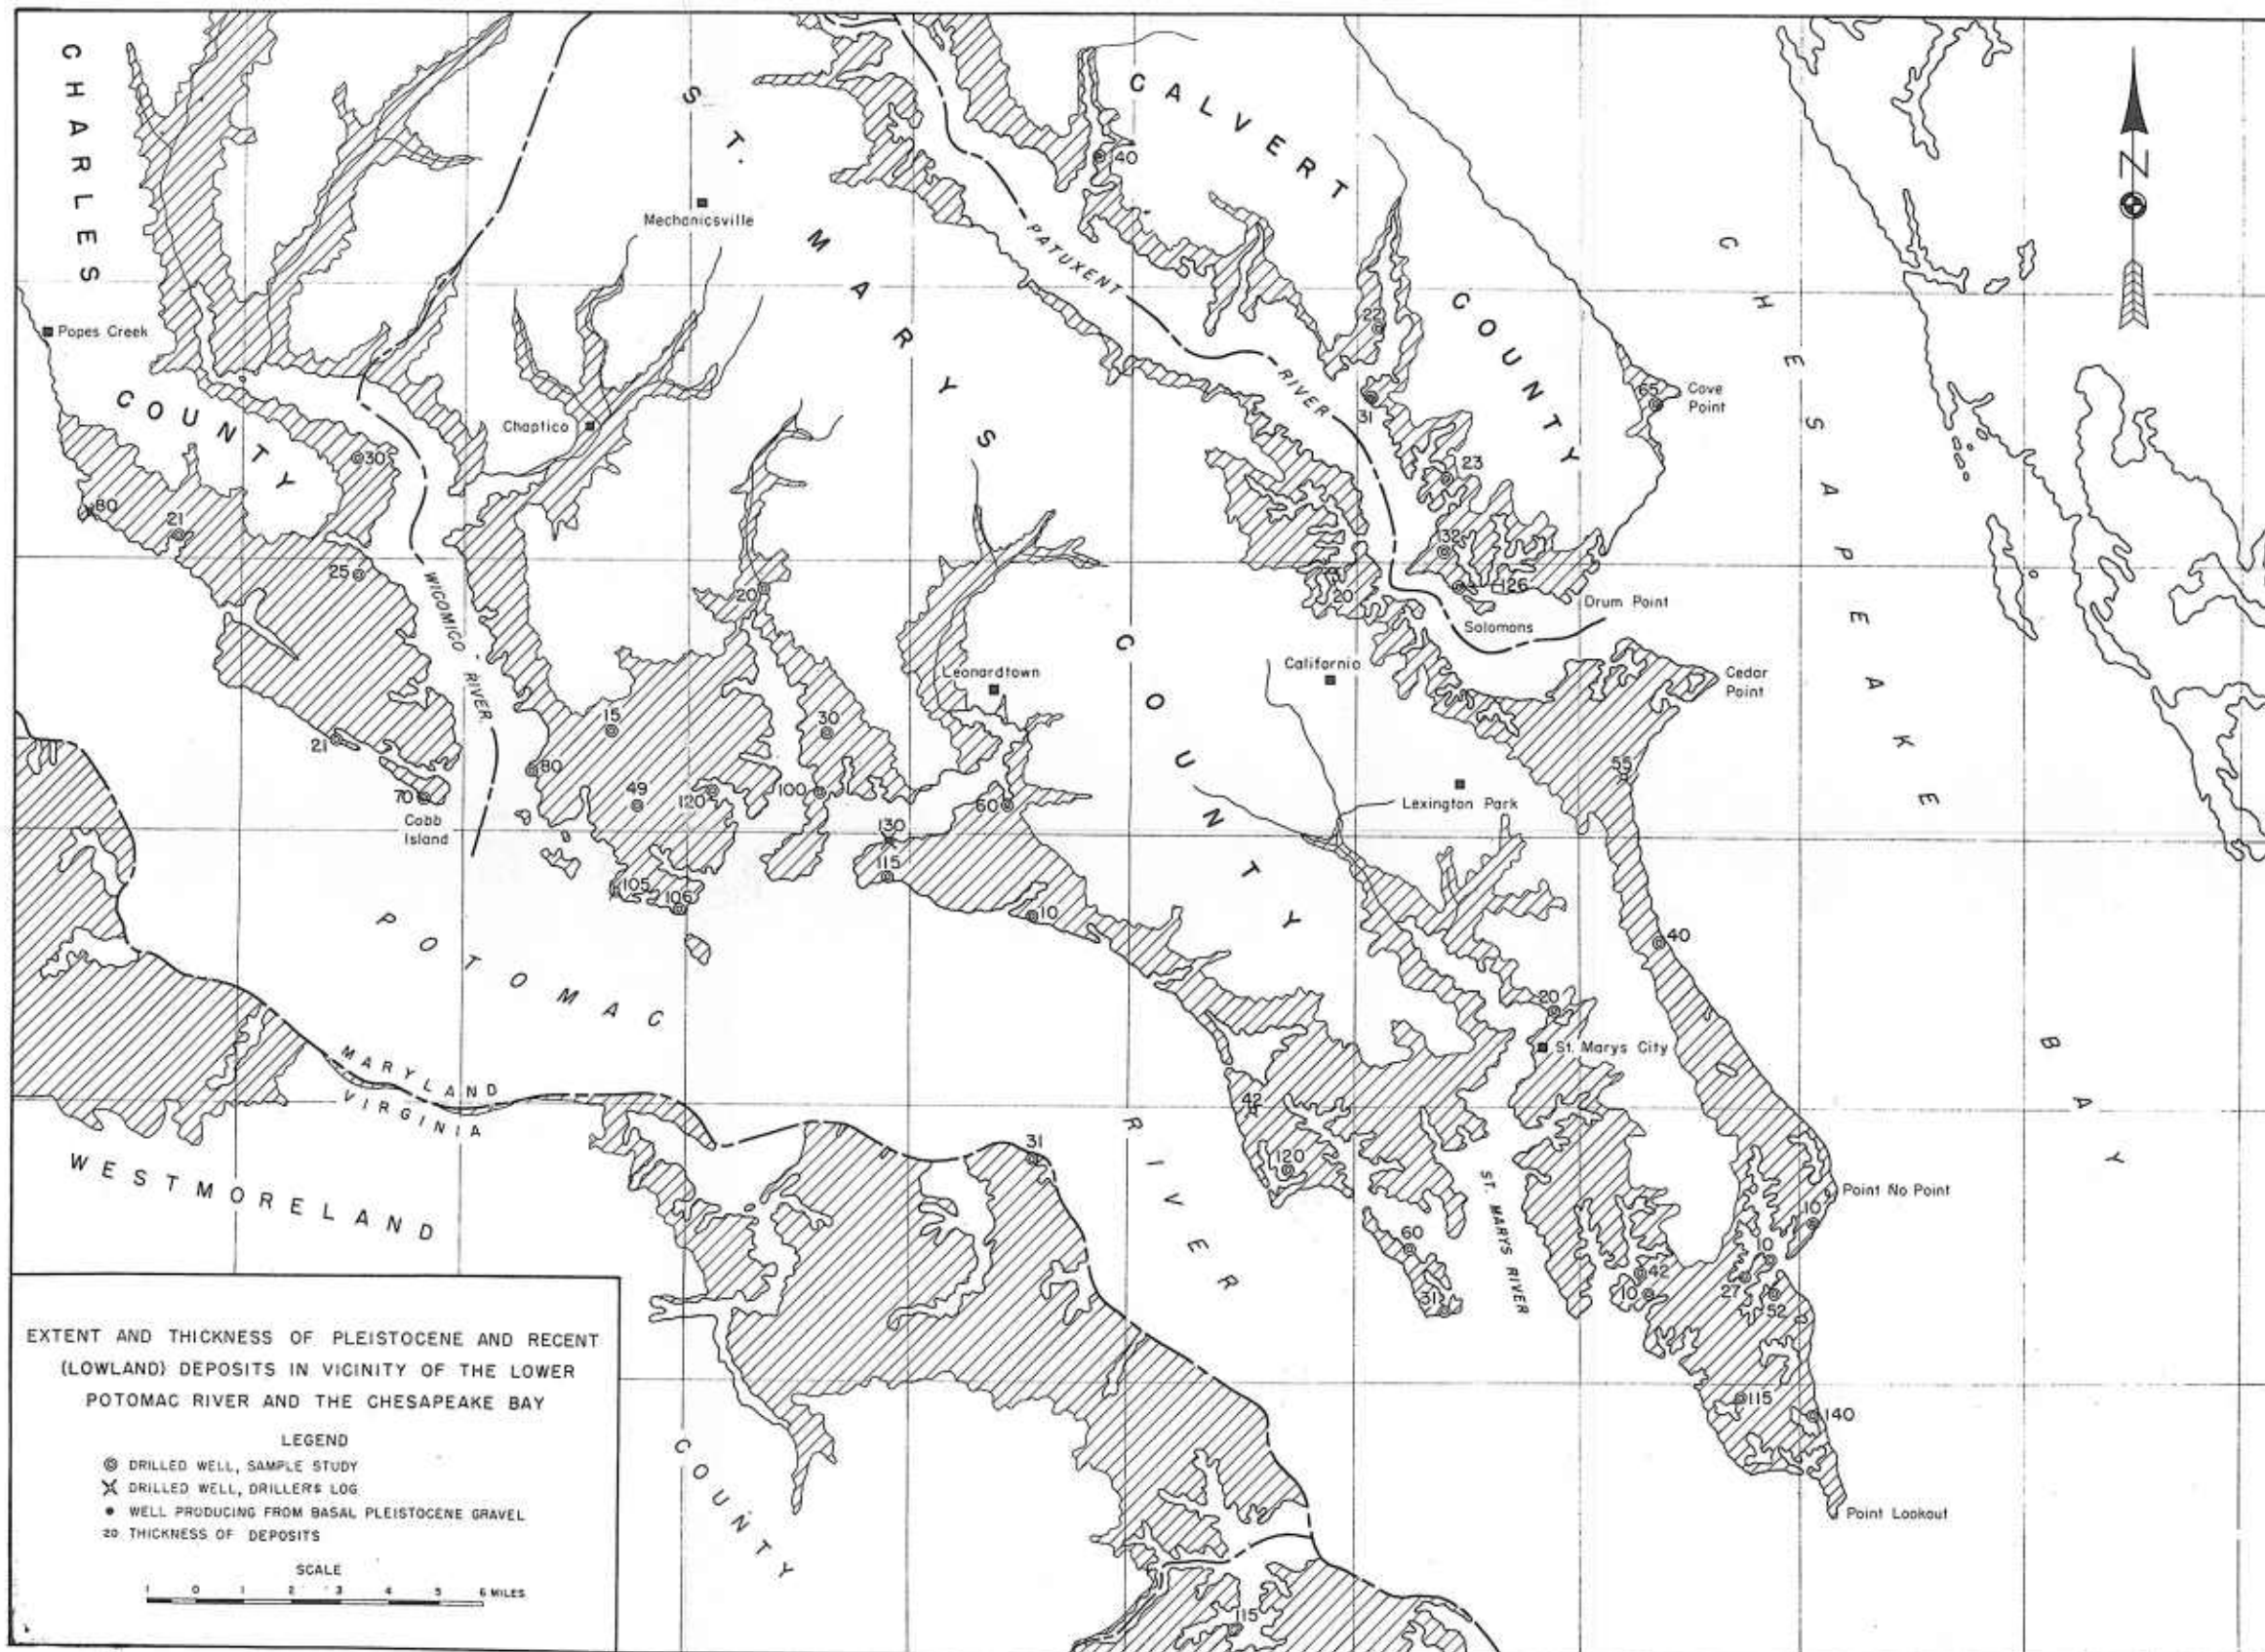 CHARLES
COUNTY
ST. MARYS
COUNTY
CALVERT
COUNTY
CHESAPEAKE
BAY
N
PATUXENT
RIVER
40
Mechanicsville
Popes Creek
Chaptico
22
31
65
Cove
Point
23
30
80
21
25
132
126
20
Drum Point
Solomons
WICOMICO RIVER
20
Leonardtown
California
Cedar
Point
15
30
21
80
55
49
120
100
60
70
Cobb
Island
Lexington Park
130
115
105
106
10
40
POTOMAC
RIVER
20
St. Marys City
MARYLAND
VIRGINIA
42
31
120
WESTMORELAND
COUNTY
ST. MARYS RIVER
Point No Point
10
60
10
42
27
10
31
52
115
140
Point Lookout
115
EXTENT AND THICKNESS OF PLEISTOCENE AND RECENT
(LOWLAND) DEPOSITS IN VICINITY OF THE LOWER
POTOMAC RIVER AND THE CHESAPEAKE BAY
LEGEND
DRILLED WELL, SAMPLE STUDY
DRILLED WELL, DRILLER'S LOG
WELL PRODUCING FROM BASAL PLEISTOCENE GRAVEL
20 THICKNESS OF DEPOSITS
SCALE
1 0 1 2 3 4 5 6 MILES